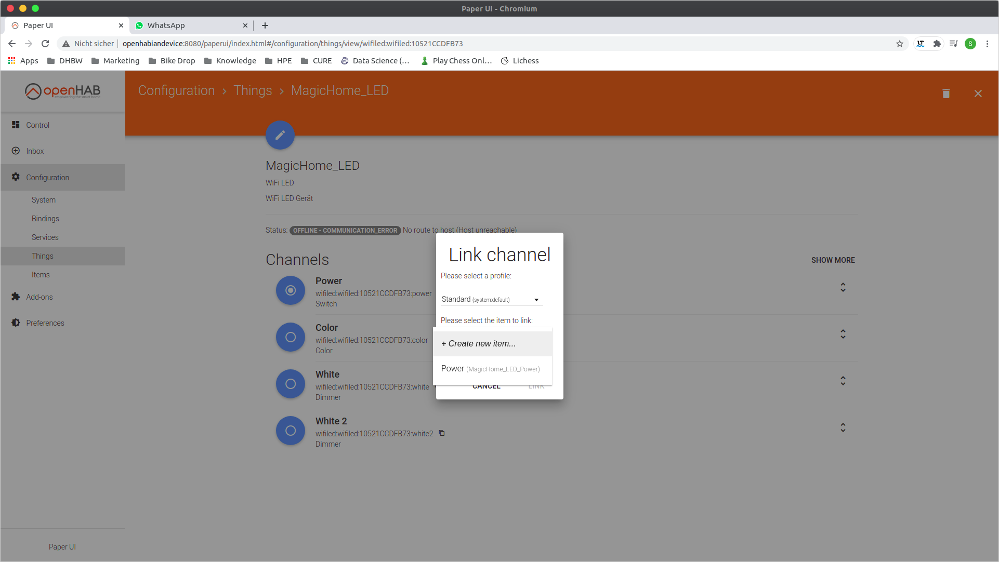 Paper UI - Chromium
Paper UI
WhatsApp
Nicht sicher
openhabiandevice:8080/paperui/index.html#/configuration/things/view/wifiled:wifiled:10521CCDFB73
LT
S
Apps
DHBW
Marketing
Bike Drop
Knowledge
HPE
CURE
Data Science (...
Play Chess Onl...
Lichess
openHAB
empowering the smart home
Configuration > Things > MagicHome_LED
Control
Inbox
Configuration
System
Bindings
Services
Things
Items
Add-ons
Preferences
Paper UI
MagicHome_LED
WiFi LED
WiFi LED Gerät
Status: OFFLINE - COMMUNICATION_ERROR No route to host (Host unreachable)
Channels
SHOW MORE
Power
wifiled:wifiled:10521CCDFB73:power
Switch
Color
wifiled:wifiled:10521CCDFB73:color
Color
White
wifiled:wifiled:10521CCDFB73:white
Dimmer
White 2
wifiled:wifiled:10521CCDFB73:white2
Dimmer
Link channel
Please select a profile:
Standard (system:default)
Please select the item to link:
+ Create new item...
Power (MagicHome_LED_Power)
CANCEL
LINK